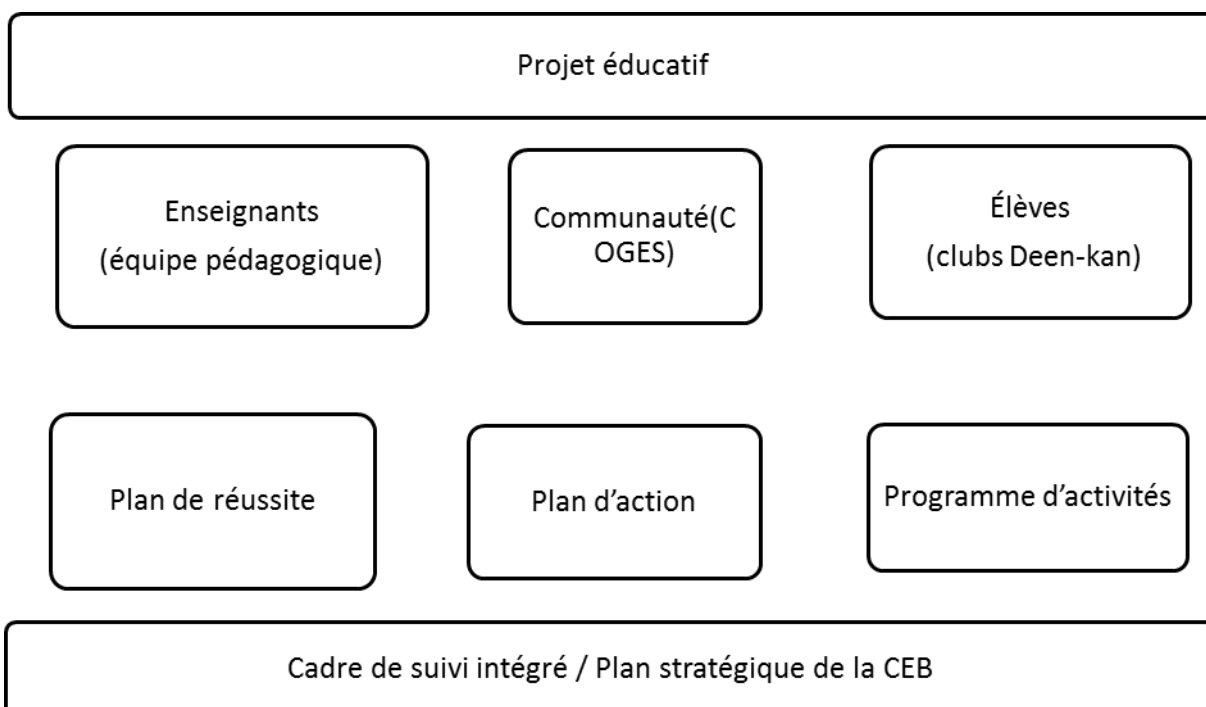 Projet éducatif
Enseignants
(équipe pédagogique)
Communauté(C
OGES)
Élèves
(clubs Deen-kan)
Plan de réussite
Plan d’action
Programme d’activités
Cadre de suivi intégré / Plan stratégique de la CEB